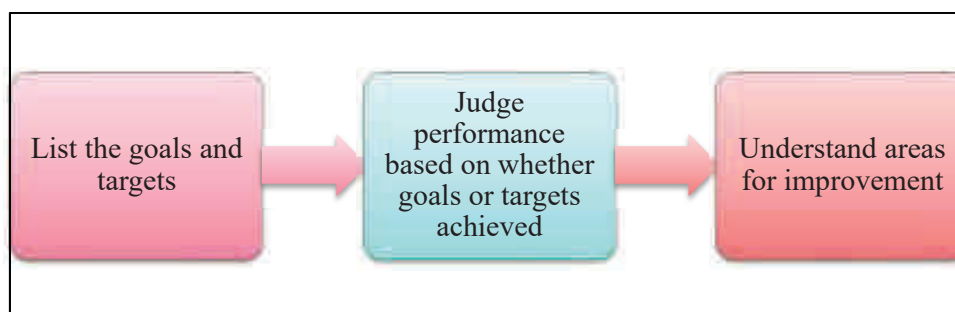 List the goals and
targets
Judge
performance
based on whether
goals or targets
achieved
Understand areas
for improvement